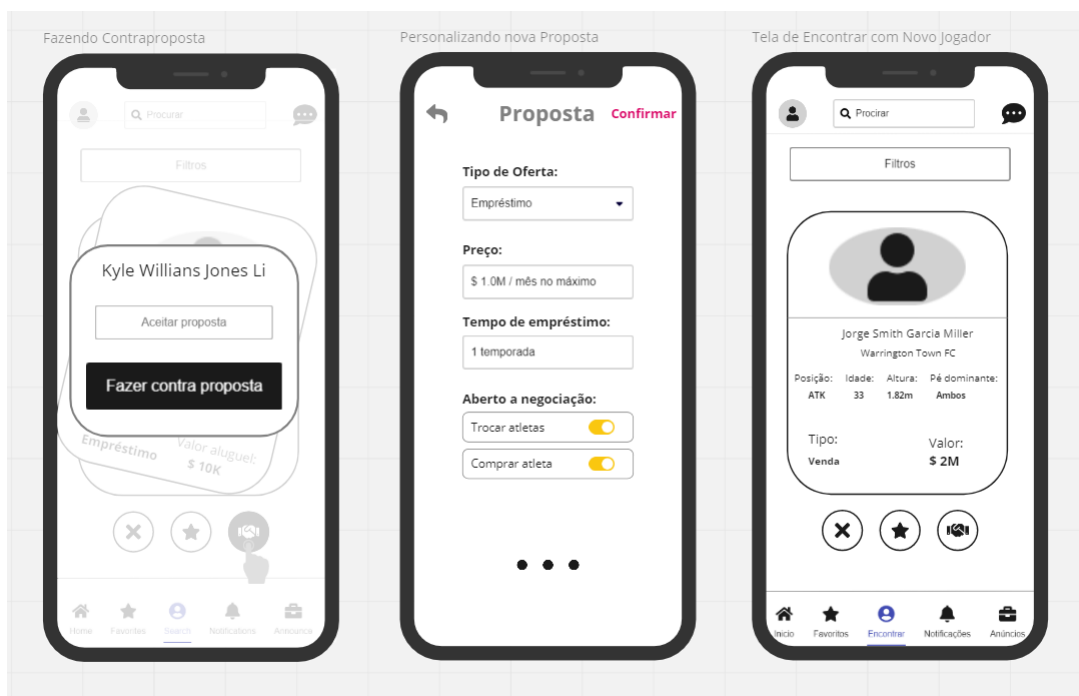 Fazendo Contraproposta
Procurar
Filtros
Kyle Willians Jones Li
Aceitar proposta
Fazer contra proposta
Empréstimo
Valor aluguel:
$ 10K
Home Favorites Search Notifications Announce
Personalizando nova Proposta
Proposta Confirmar
Tipo de Oferta:
Empréstimo
Preço:
$ 1.0M / mês no máximo
Tempo de empréstimo:
1 temporada
Aberto a negociação:
Trocar atletas
Comprar atleta
Tela de Encontrar com Novo Jogador
Procirar
Filtros
Jorge Smith Garcia Miller
Warrington Town FC
Posição: Idade: Altura: Pé dominante:
ATK 33 1.82m Ambos
Tipo: Valor:
Venda $ 2M
Inicio Favoritos Encontrar Notificações Anúncios